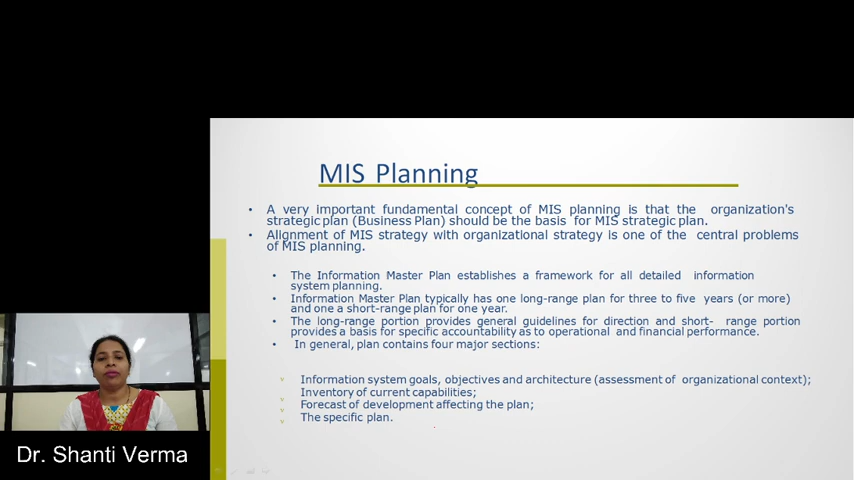 MIS Planning
• A very important fundamental concept of MIS planning is that the organization's
strategic plan (Business Plan) should be the basis for MIS strategic plan.
• Alignment of MIS strategy with organizational strategy is one of the central problems
of MIS planning.
• The Information Master Plan establishes a framework for all detailed information
system planning.
• Information Master Plan typically has one long-range plan for three to five years (or more)
and one a short-range plan for one year.
• The long-range portion provides general guidelines for direction and short- range portion
provides a basis for specific accountability as to operational and financial performance.
• In general, plan contains four major sections:
Information system goals, objectives and architecture (assessment of organizational context);
Inventory of current capabilities;
Forecast of development affecting the plan;
The specific plan.
Dr. Shanti Verma